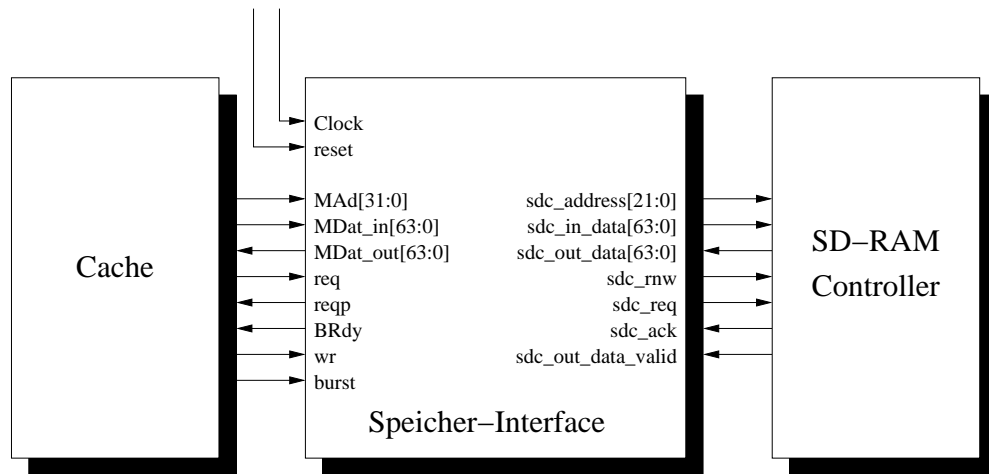 Cache
Clock
reset
MAd[31:0]
MDat_in[63:0]
MDat_out[63:0]
req
reqp
BRdy
wr
burst
sdc_address[21:0]
sdc_in_data[63:0]
sdc_out_data[63:0]
sdc_rnw
sdc_req
sdc_ack
sdc_out_data_valid
Speicher−Interface
SD−RAM
Controller